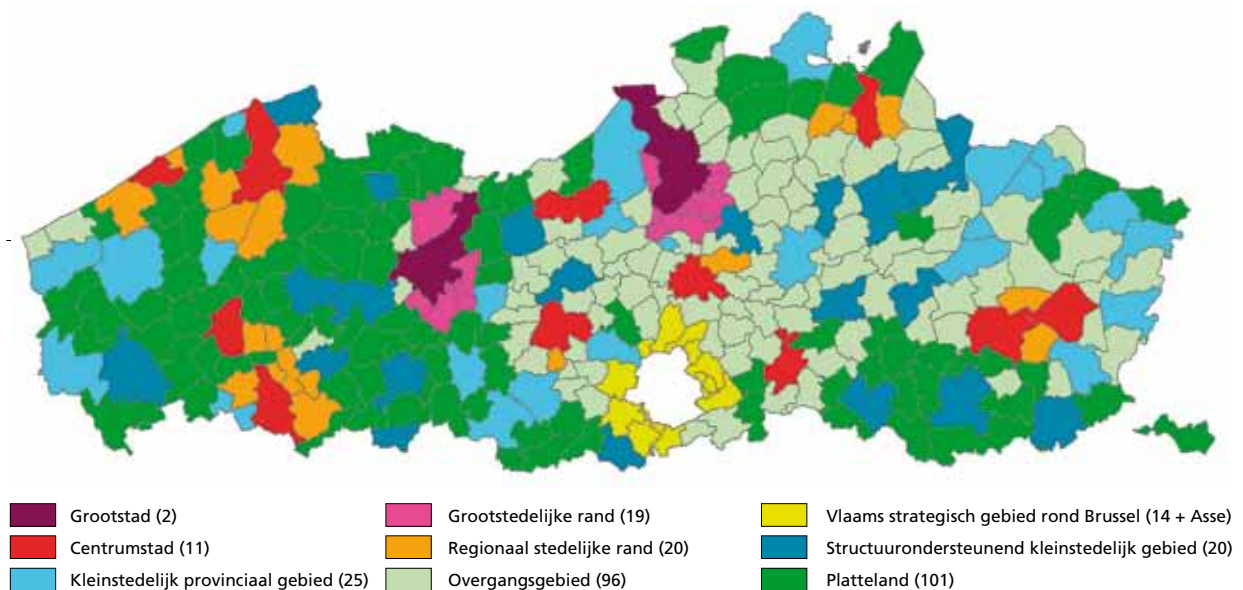 Grootstad (2)
Grootstedelijke rand (19)
Vlaams strategisch gebied rond Brussel (14 + Asse)
Centrumstad (11)
Regionaal stedelijke rand (20)
Structuurondersteunend kleinstedelijk gebied (20)
Kleinstedelijk provinciaal gebied (25)
Overgangsgebied (96)
Platteland (101)